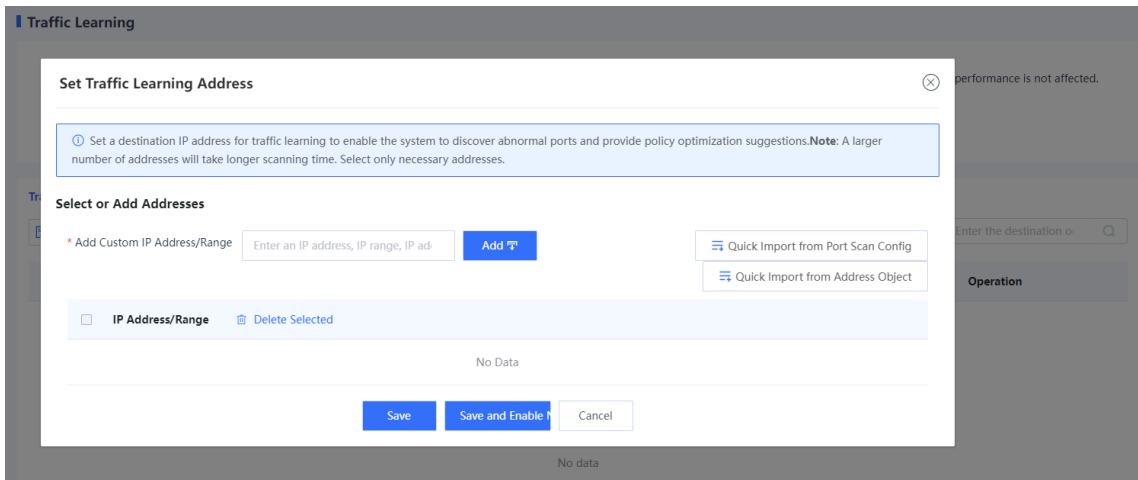 Traffic Learning
Set Traffic Learning Address
performance is not affected.
Set a destination IP address for traffic learning to enable the system to discover abnormal ports and provide policy optimization suggestions.Note: A larger
number of addresses will take longer scanning time. Select only necessary addresses.
Select or Add Addresses
* Add Custom IP Address/Range
Enter an IP address, IP range, IP ad
Add
Quick Import from Port Scan Config
Enter the destination o
Quick Import from Address Object
Operation
IP Address/Range
Delete Selected
No Data
Save
Save and Enable
Cancel
No data